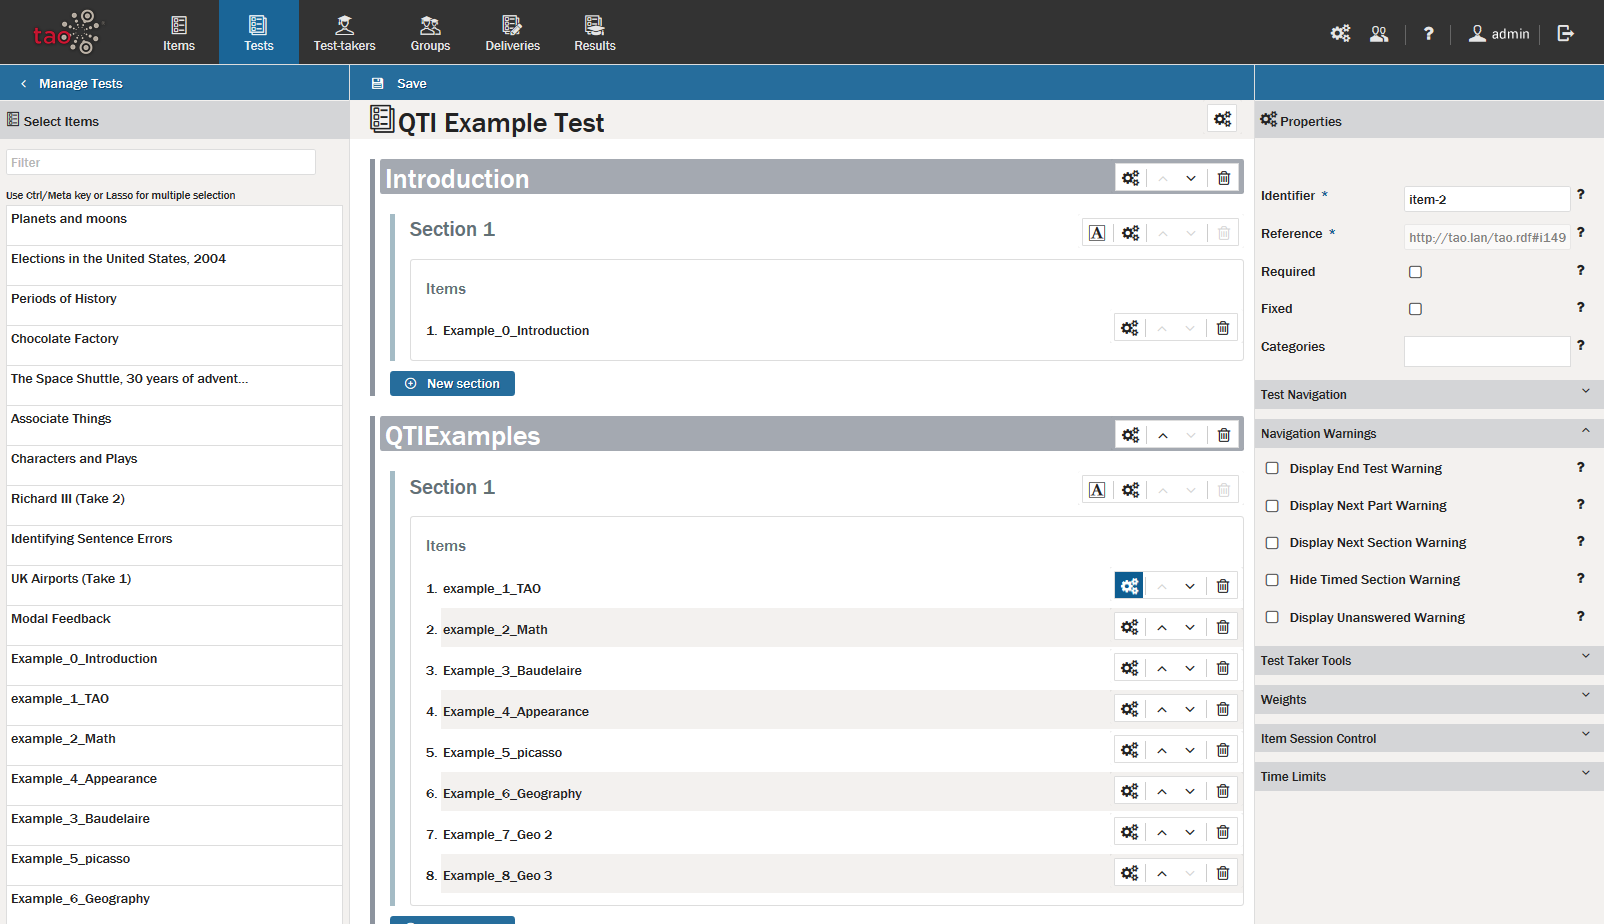 tao
Items
Tests
Test-takers
Groups
Deliveries
Results
?
admin
Manage Tests
Save
Select Items
Filter
Use Ctrl/Meta key or Lasso for multiple selection
Planets and moons
Elections in the United States, 2004
Periods of History
Chocolate Factory
The Space Shuttle, 30 years of advent...
Associate Things
Characters and Plays
Richard III (Take 2)
Identifying Sentence Errors
UK Airports (Take 1)
Modal Feedback
Example_0_Introduction
example_1_TAO
example_2_Math
Example_4_Appearance
Example_3_Baudelaire
Example_5_picasso
Example_6_Geography
QTI Example Test
Introduction
Section 1
A
Items
1. Example_0_Introduction
New section
QTIExamples
Section 1
A
Items
1. example_1_TAO
2. example_2_Math
3. Example_3_Baudelaire
4. Example_4_Appearance
5. Example_5_picasso
6. Example_6_Geography
7. Example_7_Geo 2
8. Example_8_Geo 3
Properties
Identifier * item-2 ?
Reference * http://tao.lan/tao.rdf#i149 ?
Required ?
Fixed ?
Categories ?
Test Navigation
Navigation Warnings
Display End Test Warning ?
Display Next Part Warning ?
Display Next Section Warning ?
Hide Timed Section Warning ?
Display Unanswered Warning ?
Test Taker Tools
Weights
Item Session Control
Time Limits